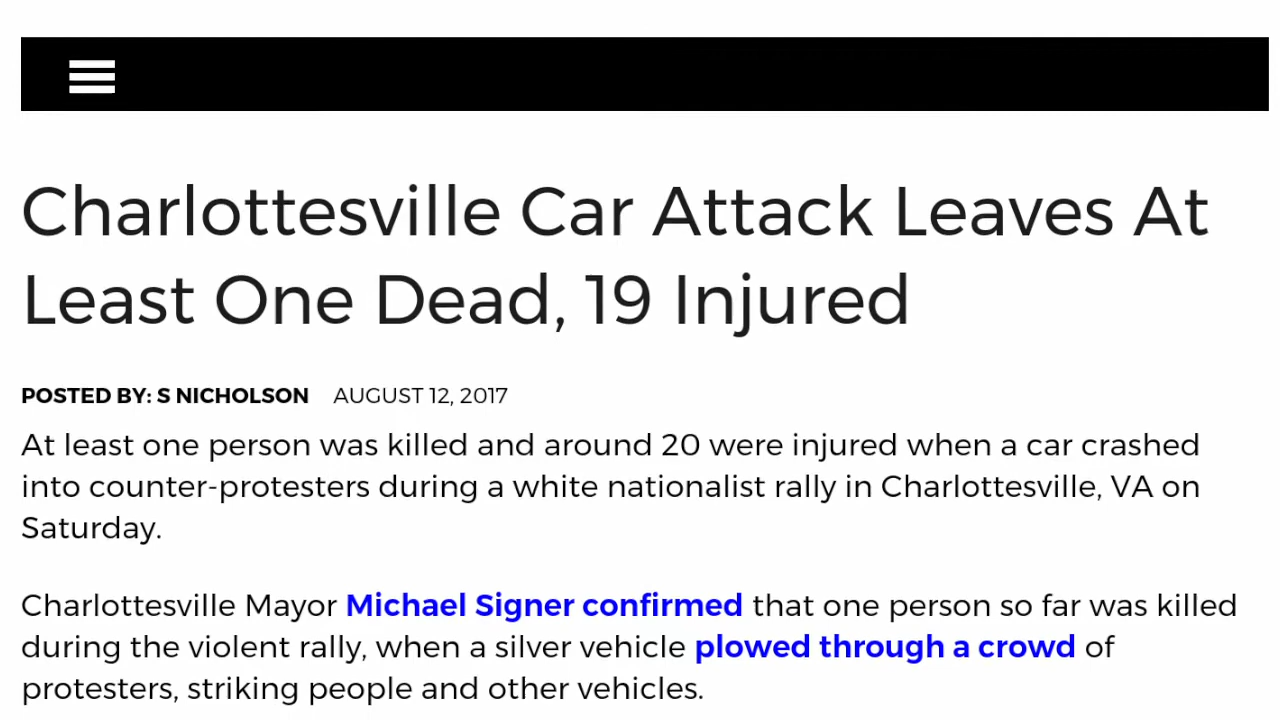 Charlottesville Car Attack Leaves At
Least One Dead, 19 Injured
POSTED BY: S NICHOLSON AUGUST 12, 2017
At least one person was killed and around 20 were injured when a car crashed
into counter-protesters during a white nationalist rally in Charlottesville, VA on
Saturday.
Charlottesville Mayor Michael Signer confirmed that one person so far was killed
during the violent rally, when a silver vehicle plowed through a crowd of
protesters, striking people and other vehicles.